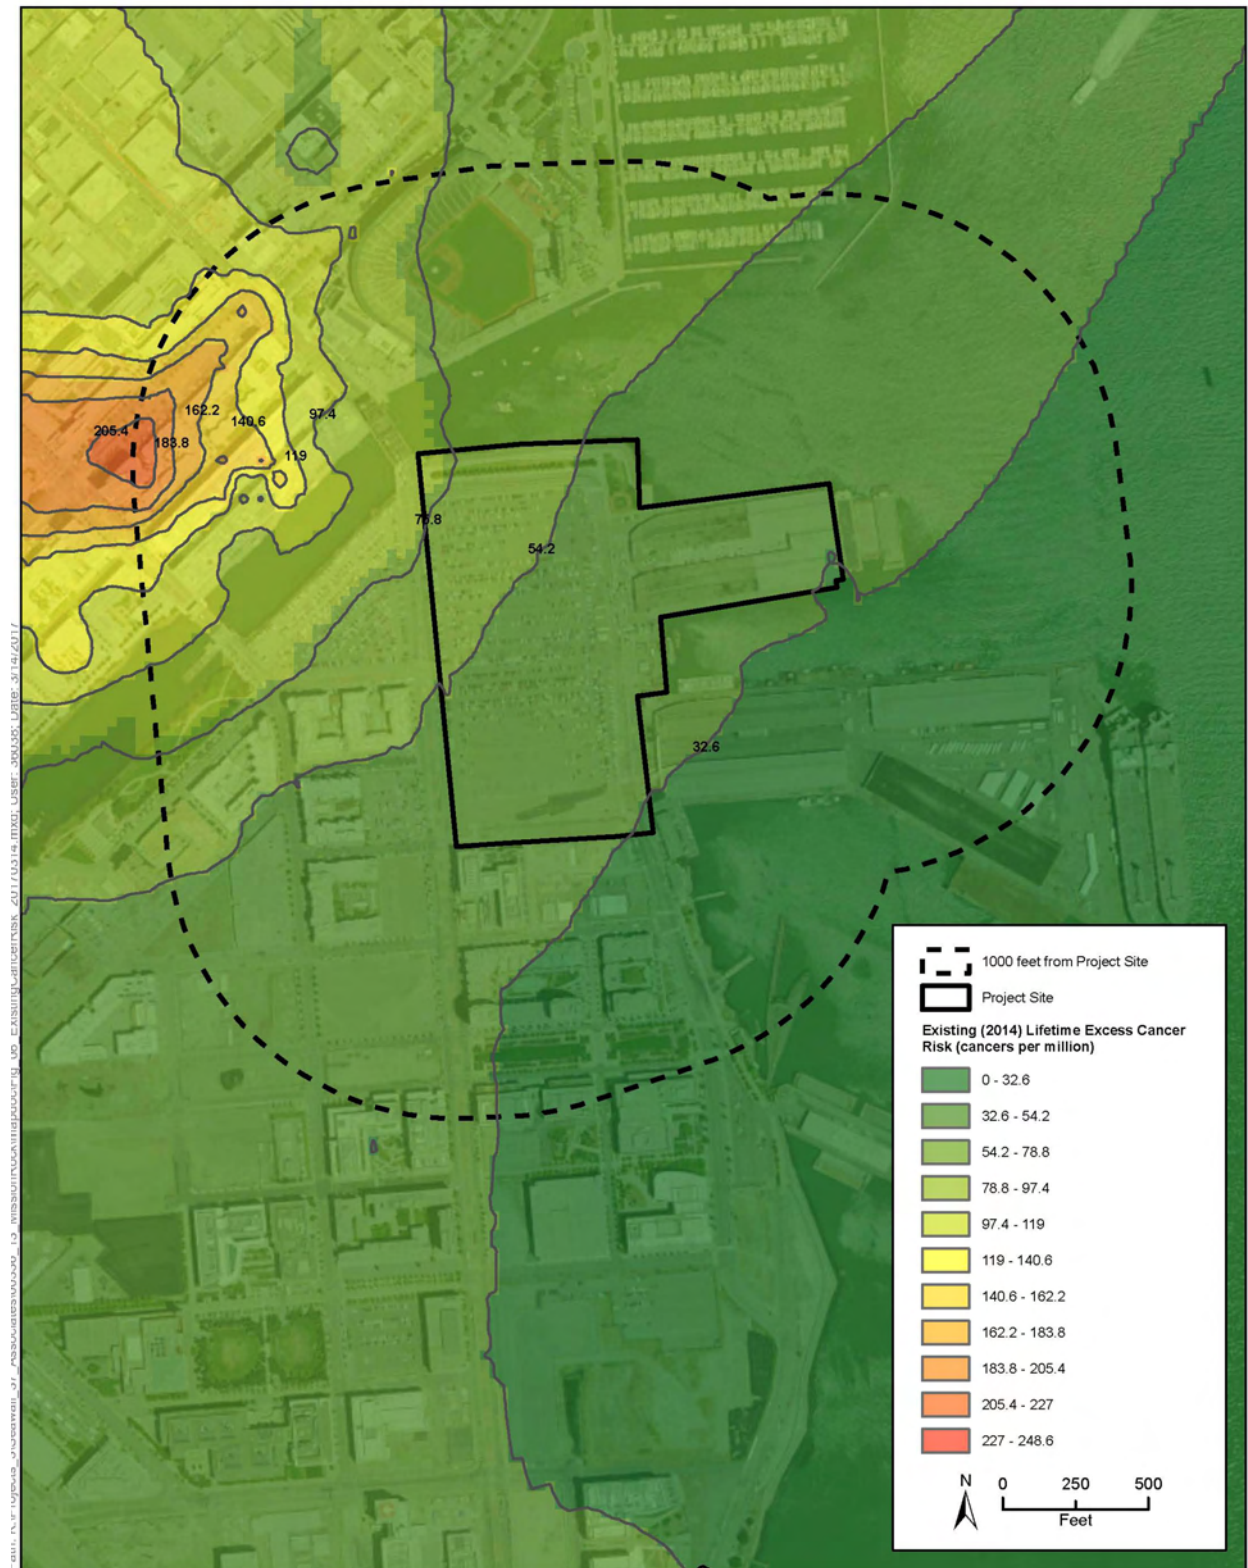 205.4
162.2
183.8
140.6
97.4
119
54.2
32.6
1000 feet from Project Site
Project Site
Existing (2014) Lifetime Excess Cancer
Risk (cancers per million)
0 - 32.6
32.6 - 54.2
54.2 - 78.8
78.8 - 97.4
97.4 - 119
119 - 140.6
140.6 - 162.2
162.2 - 183.8
183.8 - 205.4
205.4 - 227
227 - 248.6
N
0 250 500
Feet